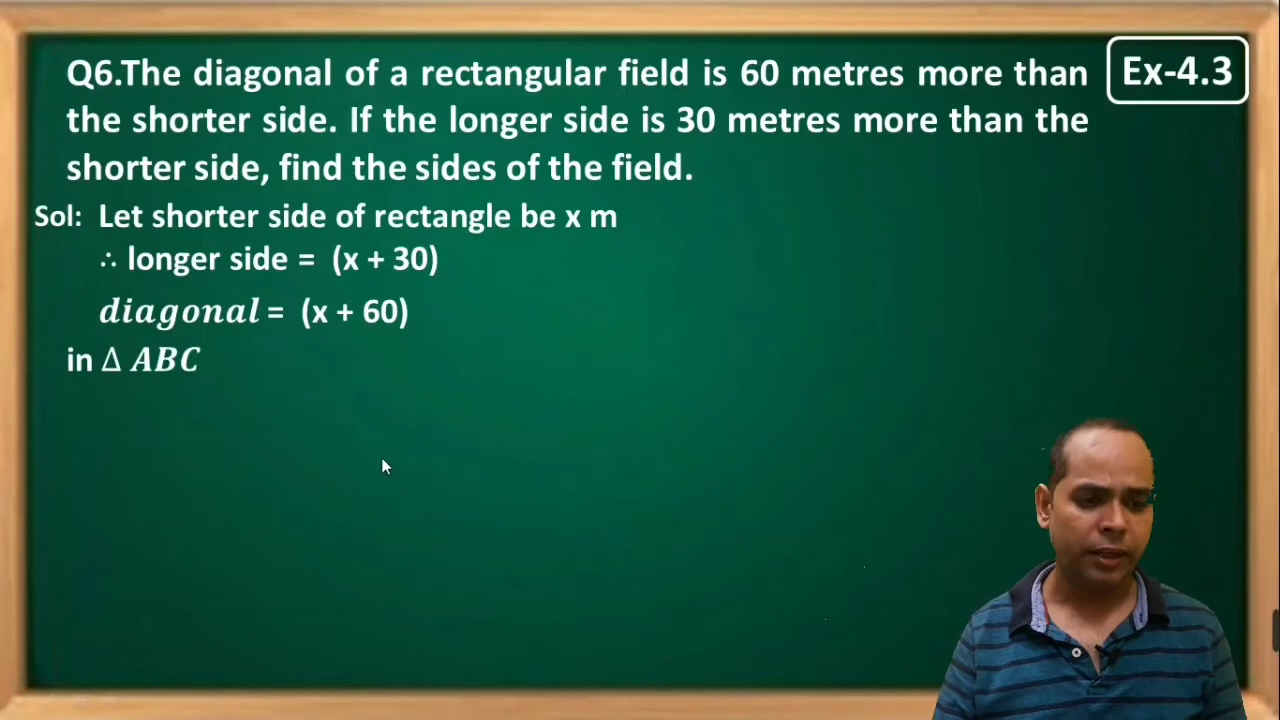 Q6.The diagonal of a rectangular field is 60 metres more than
the shorter side. If the longer side is 30 metres more than the
shorter side, find the sides of the field.
Ex-4.3
Sol: Let shorter side of rectangle be x m
∴ longer side = (x + 30)
diagonal = (x + 60)
in Δ ABC